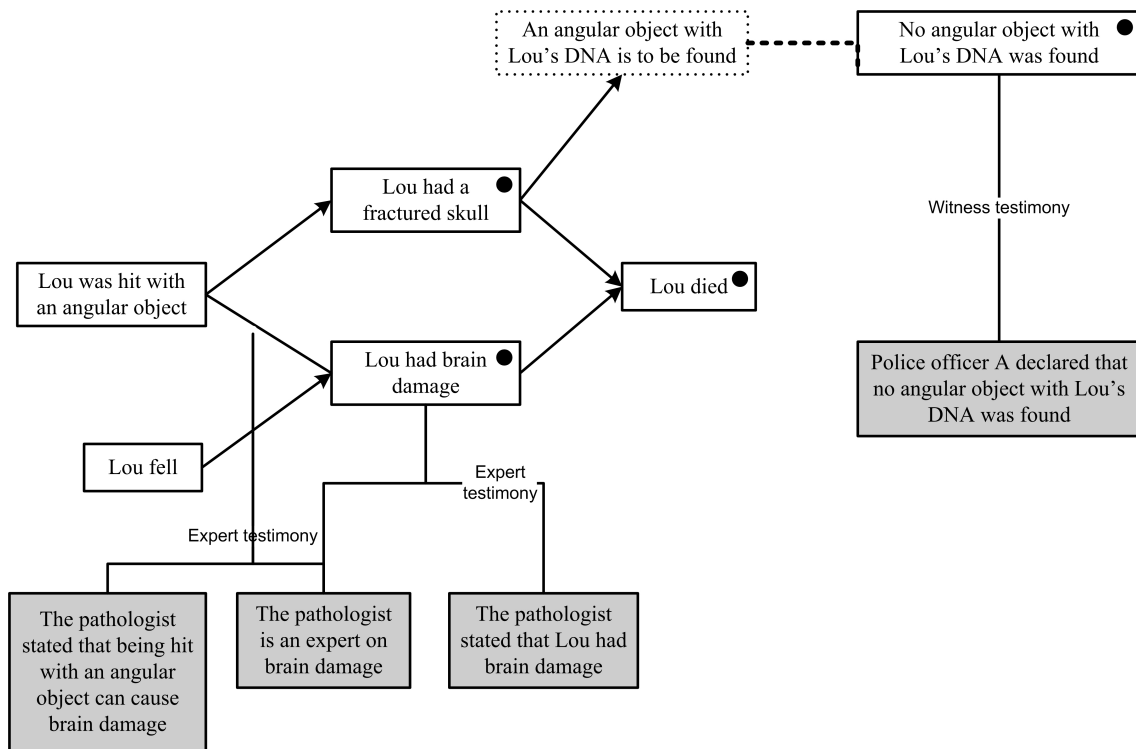 An angular object with
Lou’s DNA is to be found
No angular object with
Lou’s DNA was found
Lou had a
fractured skull
Witness testimony
Lou was hit with
an angular object
Lou died
Lou had brain
damage
Police officer A declared that
no angular object with Lou’s
DNA was found
Lou fell
Expert
testimony
Expert testimony
The pathologist
stated that being hit
with an angular
object can cause
brain damage
The pathologist
is an expert on
brain damage
The pathologist
stated that Lou had
brain damage